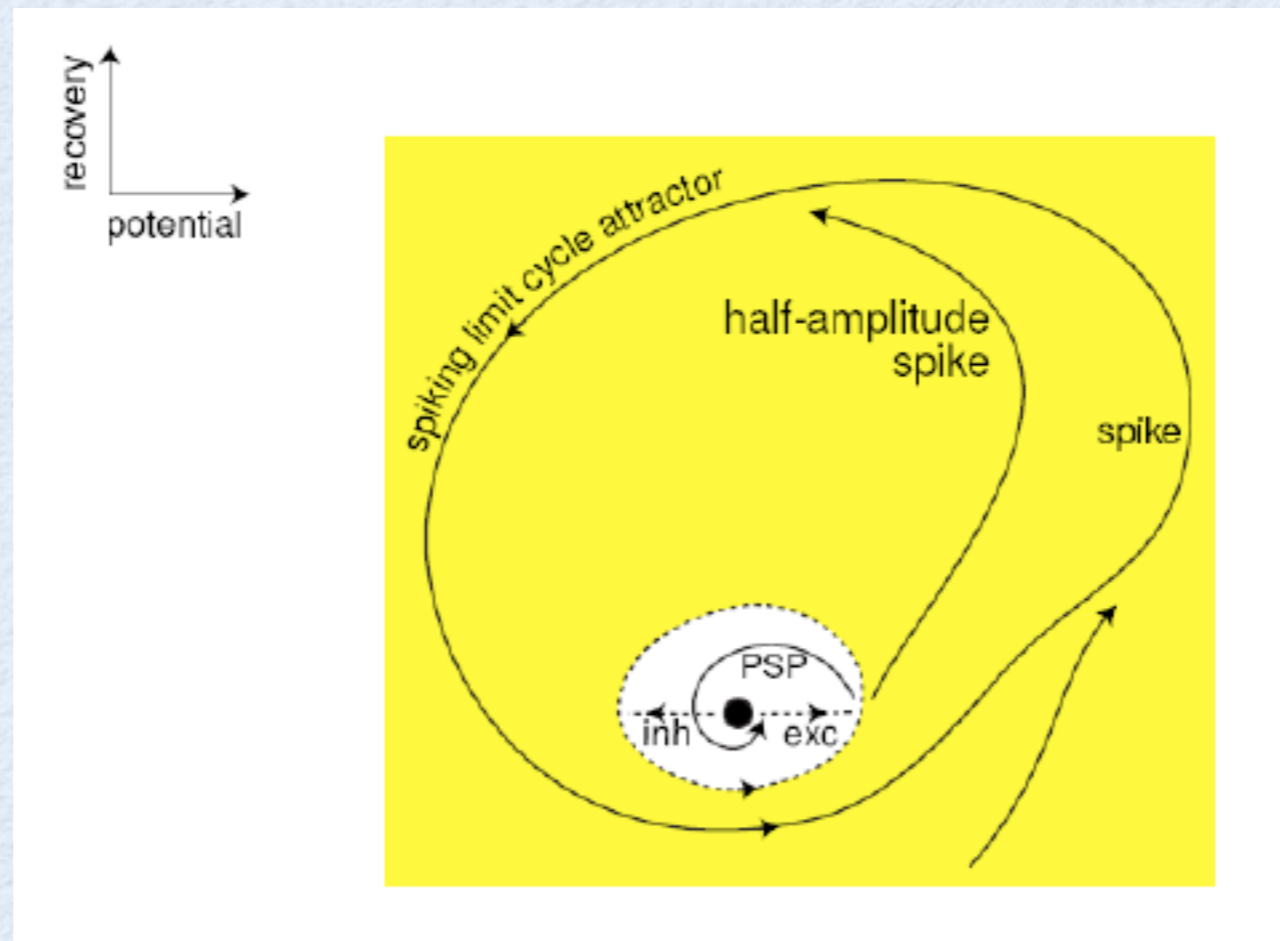 recovery
potential
spiking limit cycle attractor
half-amplitude
spike
spike
PSP
inh
exc